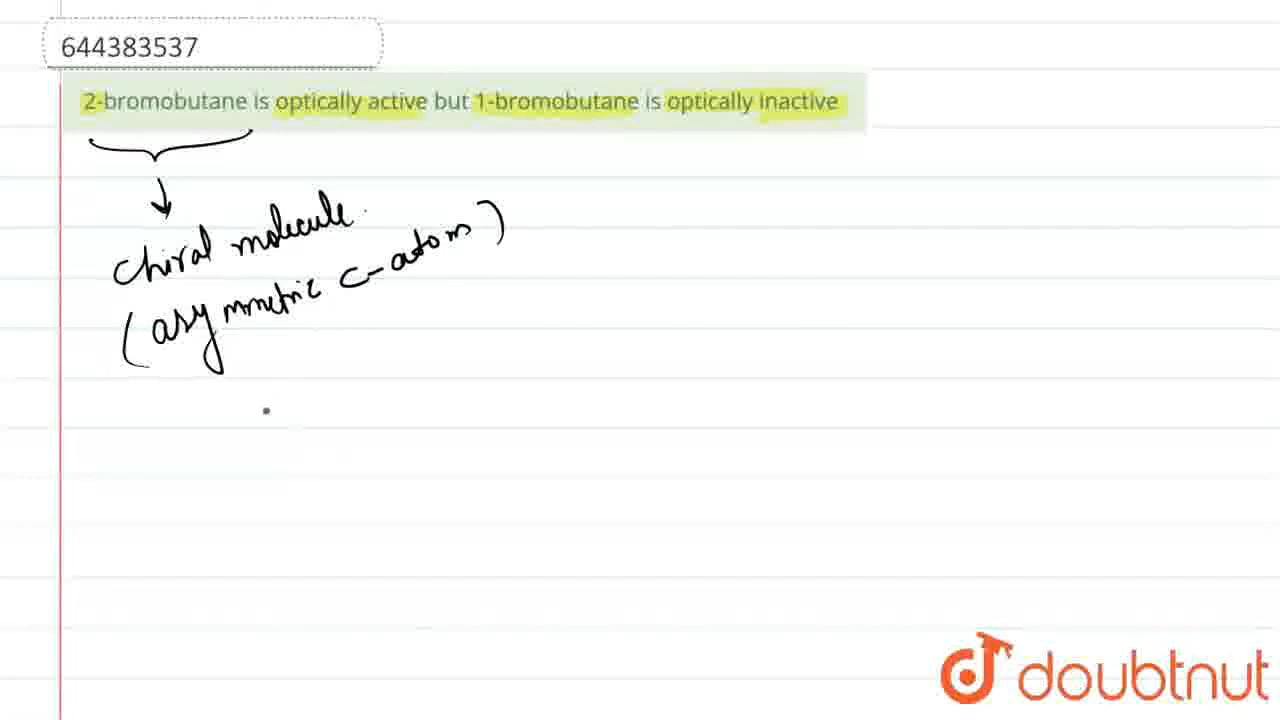 644383537
2-bromobutane is optically active but 1-bromobutane is optically inactive
Chiral molecule.
(asymmetric C-atom)
doubtnut